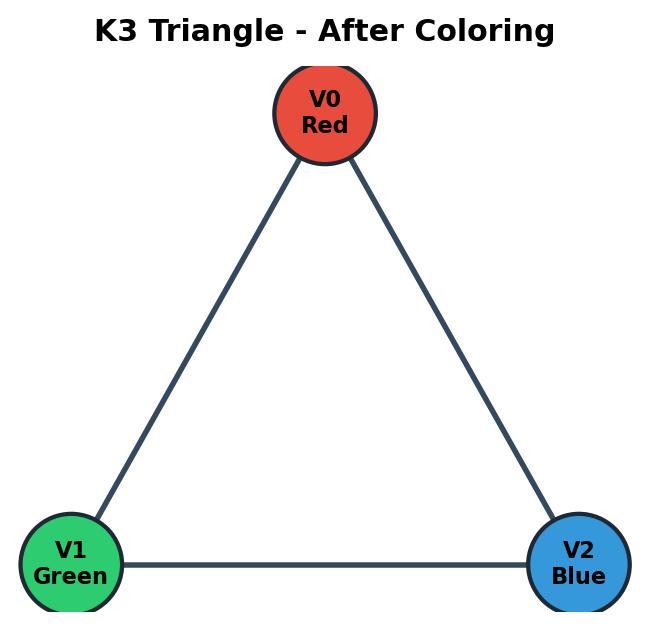 K3 Triangle - After Coloring
V0
Red
V1
Green
V2
Blue